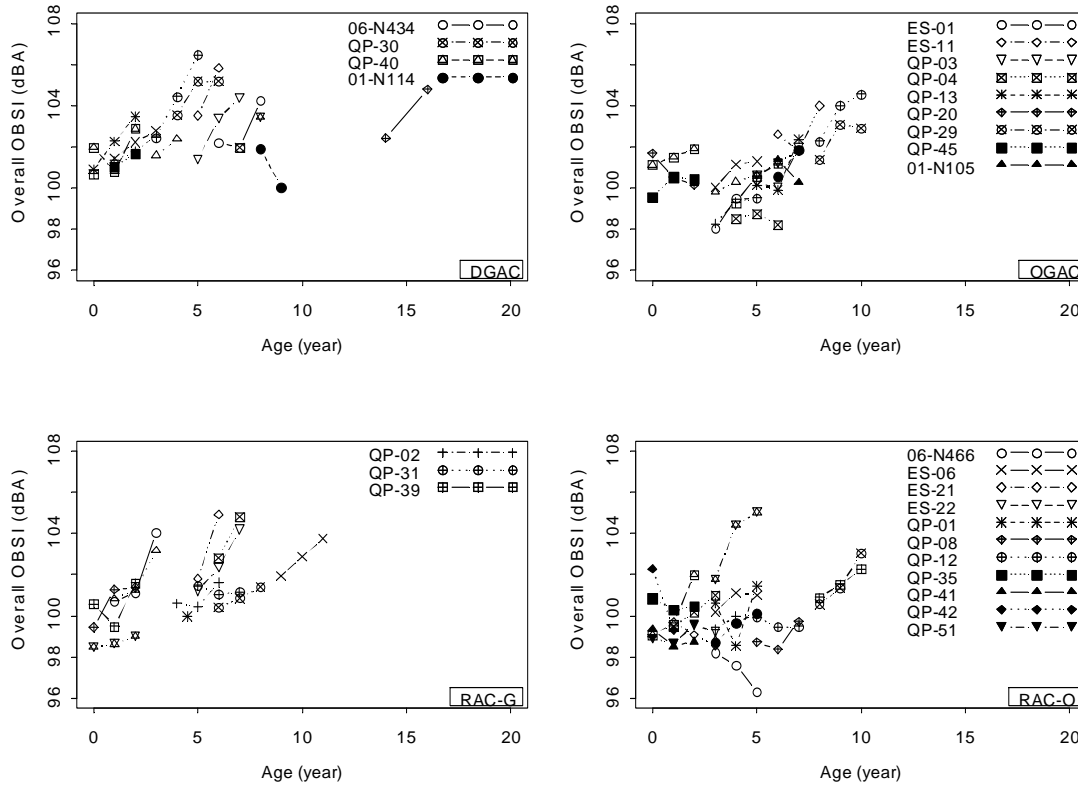 Overall OBSI (dBA)
108
104
100
98
96
06-N434
QP-30
QP-40
01-N114
DGAC
0 5 10 15 20
Age (year)
Overall OBSI (dBA)
108
104
100
98
96
ES-01
ES-11
QP-03
QP-04
QP-13
QP-20
QP-29
QP-45
01-N105
OGAC
0 5 10 15 20
Age (year)
Overall OBSI (dBA)
108
104
100
98
96
QP-02
QP-31
QP-39
RAC-G
0 5 10 15 20
Age (year)
Overall OBSI (dBA)
108
104
100
98
96
06-N466
ES-06
ES-21
ES-22
QP-01
QP-08
QP-12
QP-35
QP-41
QP-42
QP-51
RAC-O
0 5 10 15 20
Age (year)